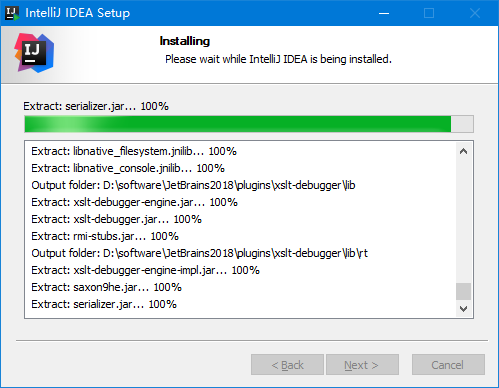 IntelliJ IDEA Setup
IJ
Installing
Please wait while IntelliJ IDEA is being installed.
Extract: serializer.jar... 100%
Extract: libnative_filesystem.jnilib... 100%
Extract: libnative_console.jnilib... 100%
Output folder: D:\software\JetBrains2018\plugins\xslt-debugger\lib
Extract: xslt-debugger-engine.jar... 100%
Extract: xslt-debugger.jar... 100%
Extract: rmi-stubs.jar... 100%
Output folder: D:\software\JetBrains2018\plugins\xslt-debugger\lib\rt
Extract: xslt-debugger-engine-impl.jar... 100%
Extract: saxon9he.jar... 100%
Extract: serializer.jar... 100%
< Back Next > Cancel